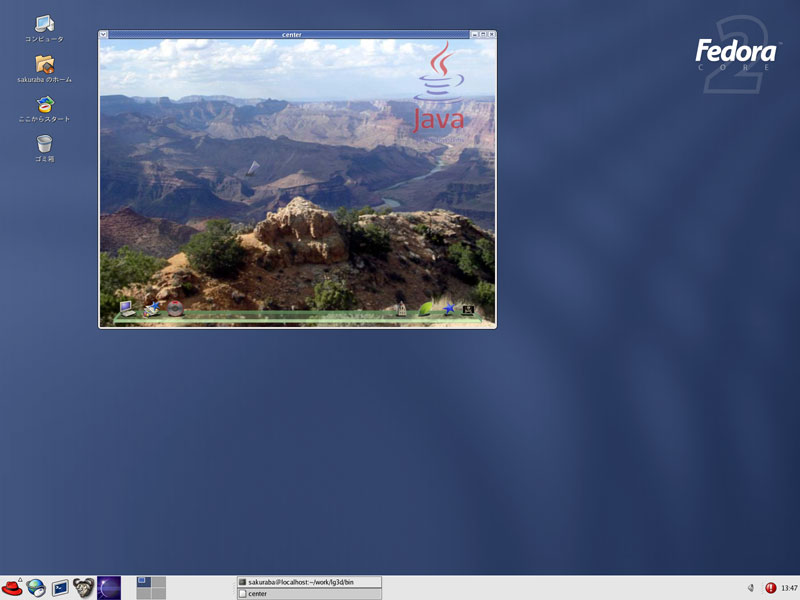 center
コンピュータ
sakuraba のホーム
ここからスタート
ゴミ箱
Java
Fedora
CORE
2
sakuraba@localhost:~/work/lg3d/bin
center
13:47